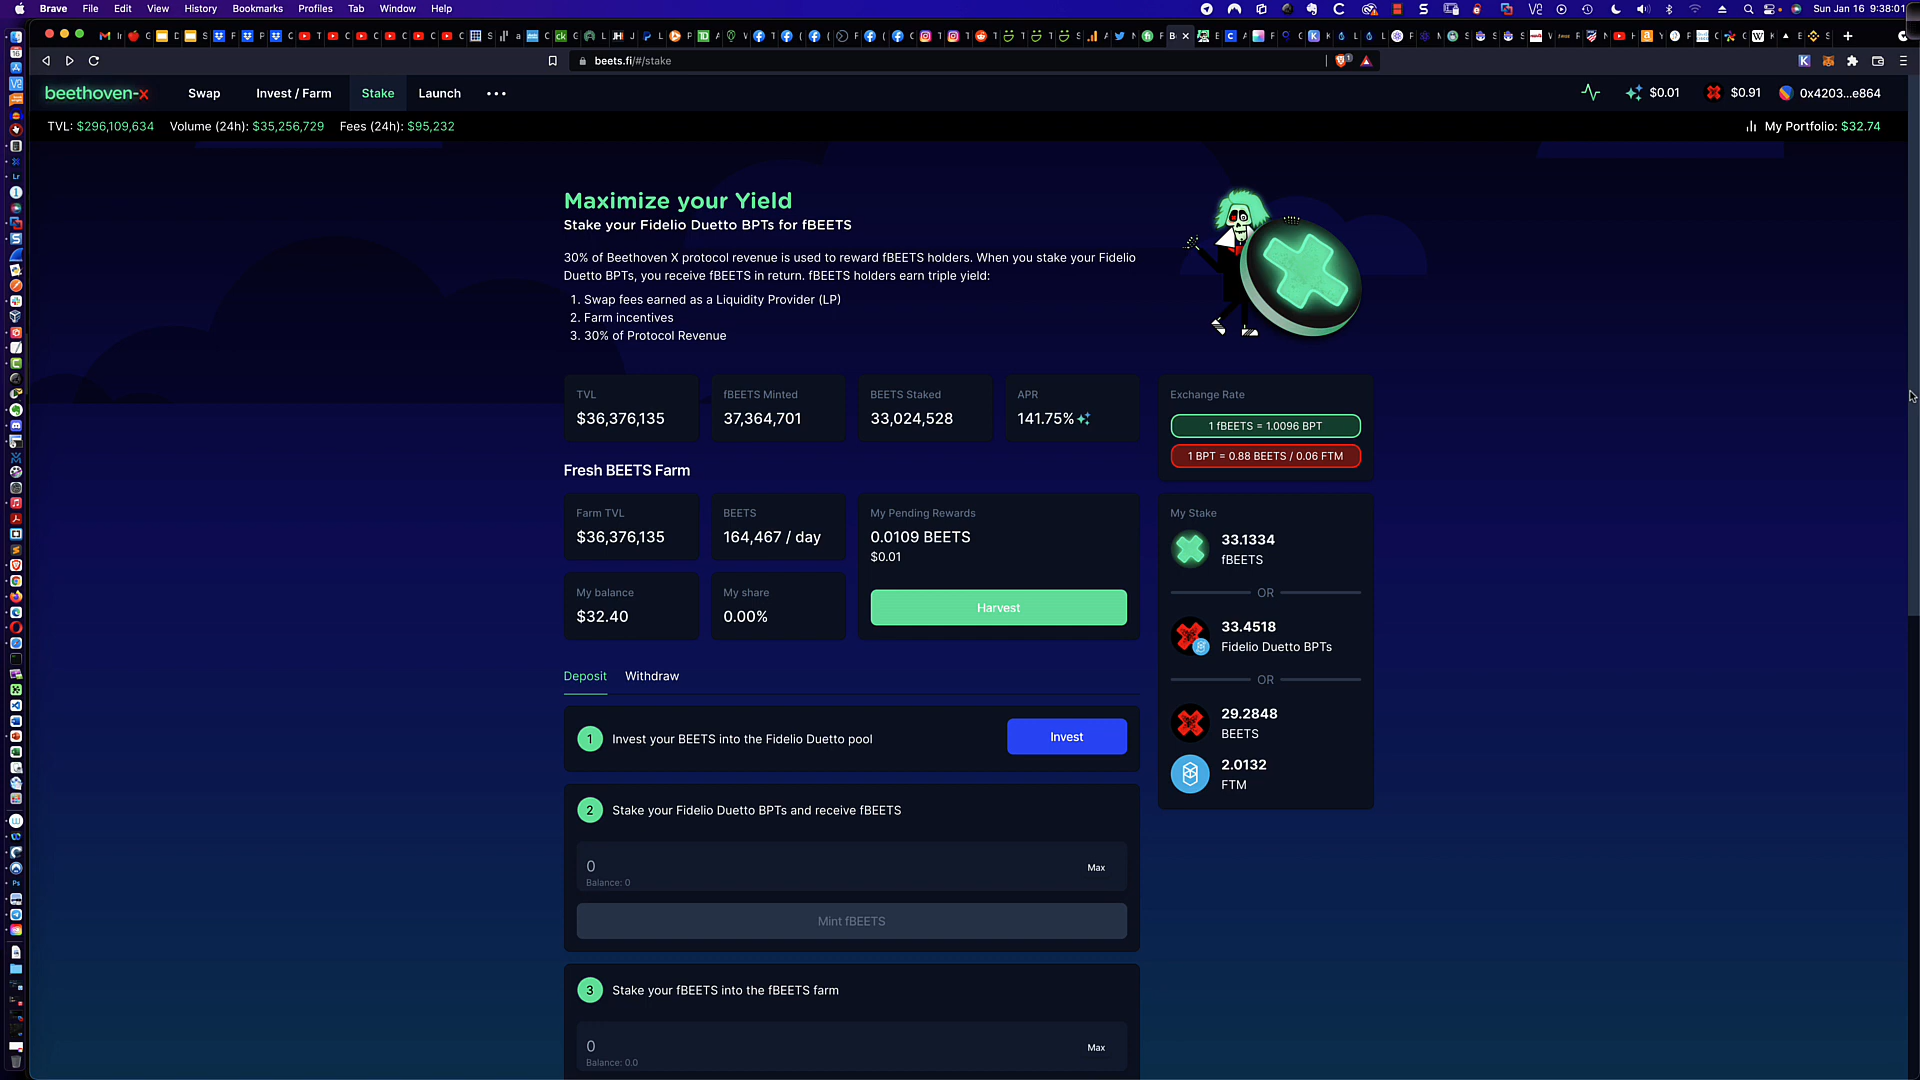 Brave File Edit View History Bookmarks Profiles Tab Window Help Sun Jan 16 9:38:01
beets.fi/#/stake
beethoven-x Swap Invest / Farm Stake Launch $0.01 $0.91 0x4203...e864
TVL: $296,109,634 Volume (24h): $35,256,729 Fees (24h): $95,232 My Portfolio: $32.74
Maximize your Yield
Stake your Fidelio Duetto BPTs for fBEETS
30% of Beethoven X protocol revenue is used to reward fBEETS holders. When you stake your Fidelio
Duetto BPTs, you receive fBEETS in return. fBEETS holders earn triple yield:
1. Swap fees earned as a Liquidity Provider (LP)
2. Farm incentives
3. 30% of Protocol Revenue
TVL
$36,376,135
fBEETS Minted
37,364,701
BEETS Staked
33,024,528
APR
141.75%
Exchange Rate
1 fBEETS = 1.0096 BPT
1 BPT = 0.88 BEETS / 0.06 FTM
Fresh BEETS Farm
Farm TVL
$36,376,135
BEETS
164,467 / day
My Pending Rewards
0.0109 BEETS
$0.01
Harvest
My balance
$32.40
My share
0.00%
My Stake
33.1334
fBEETS
OR
33.4518
Fidelio Duetto BPTs
OR
29.2848
BEETS
2.0132
FTM
Deposit Withdraw
1 Invest your BEETS into the Fidelio Duetto pool Invest
2 Stake your Fidelio Duetto BPTs and receive fBEETS
0 Max
Balance: 0
Mint fBEETS
3 Stake your fBEETS into the fBEETS farm
0 Max
Balance: 0.0